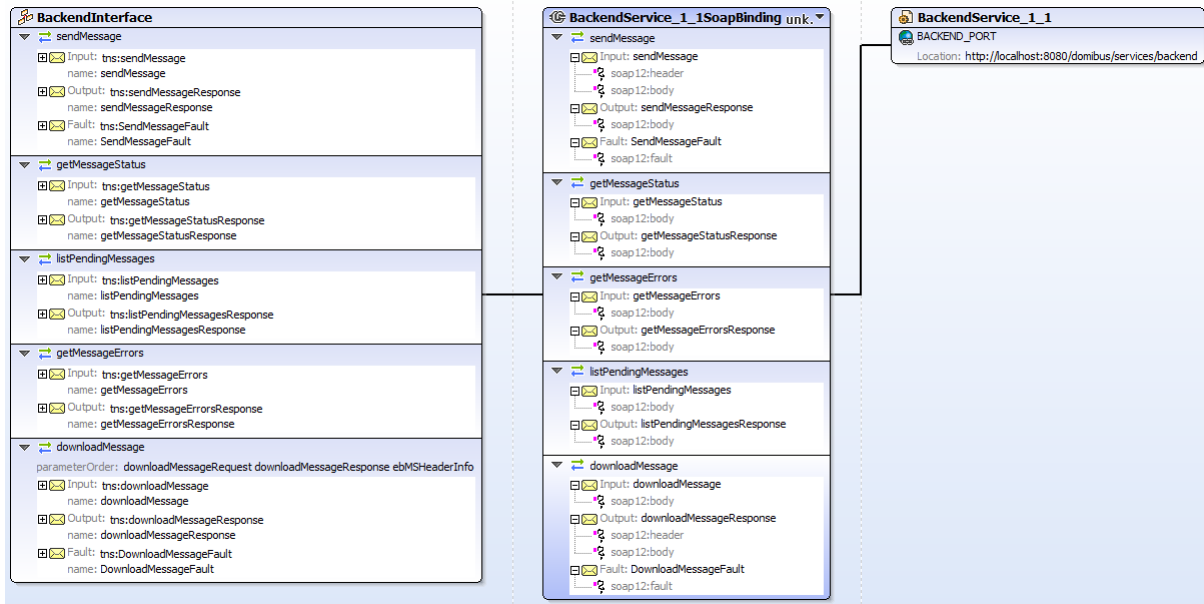 BackendInterface
sendMessage
Input: tns:sendMessage
name: sendMessage
Output: tns:sendMessageResponse
name: sendMessageResponse
Fault: tns:SendMessageFault
name: SendMessageFault
getMessageStatus
Input: tns:getMessageStatus
name: getMessageStatus
Output: tns:getMessageStatusResponse
name: getMessageStatusResponse
listPendingMessages
Input: tns:listPendingMessages
name: listPendingMessages
Output: tns:listPendingMessagesResponse
name: listPendingMessagesResponse
getMessageErrors
Input: tns:getMessageErrors
name: getMessageErrors
Output: tns:getMessageErrorsResponse
name: getMessageErrorsResponse
downloadMessage
parameterOrder: downloadMessageRequest downloadMessageResponse ebMSHeaderInfo
Input: tns:downloadMessage
name: downloadMessage
Output: tns:downloadMessageResponse
name: downloadMessageResponse
Fault: tns:DownloadMessageFault
name: DownloadMessageFault
BackendService_1_1SoapBinding unk.
sendMessage
Input: sendMessage
soap12:header
soap12:body
Output: sendMessageResponse
soap12:body
Fault: SendMessageFault
soap12:fault
getMessageStatus
Input: getMessageStatus
soap12:body
Output: getMessageStatusResponse
soap12:body
getMessageErrors
Input: getMessageErrors
soap12:body
Output: getMessageErrorsResponse
soap12:body
listPendingMessages
Input: listPendingMessages
soap12:body
Output: listPendingMessagesResponse
soap12:body
downloadMessage
Input: downloadMessage
soap12:body
Output: downloadMessageResponse
soap12:header
soap12:body
Fault: DownloadMessageFault
soap12:fault
BackendService_1_1
BACKEND_PORT
Location: http://localhost:8080/domibus/services/backend